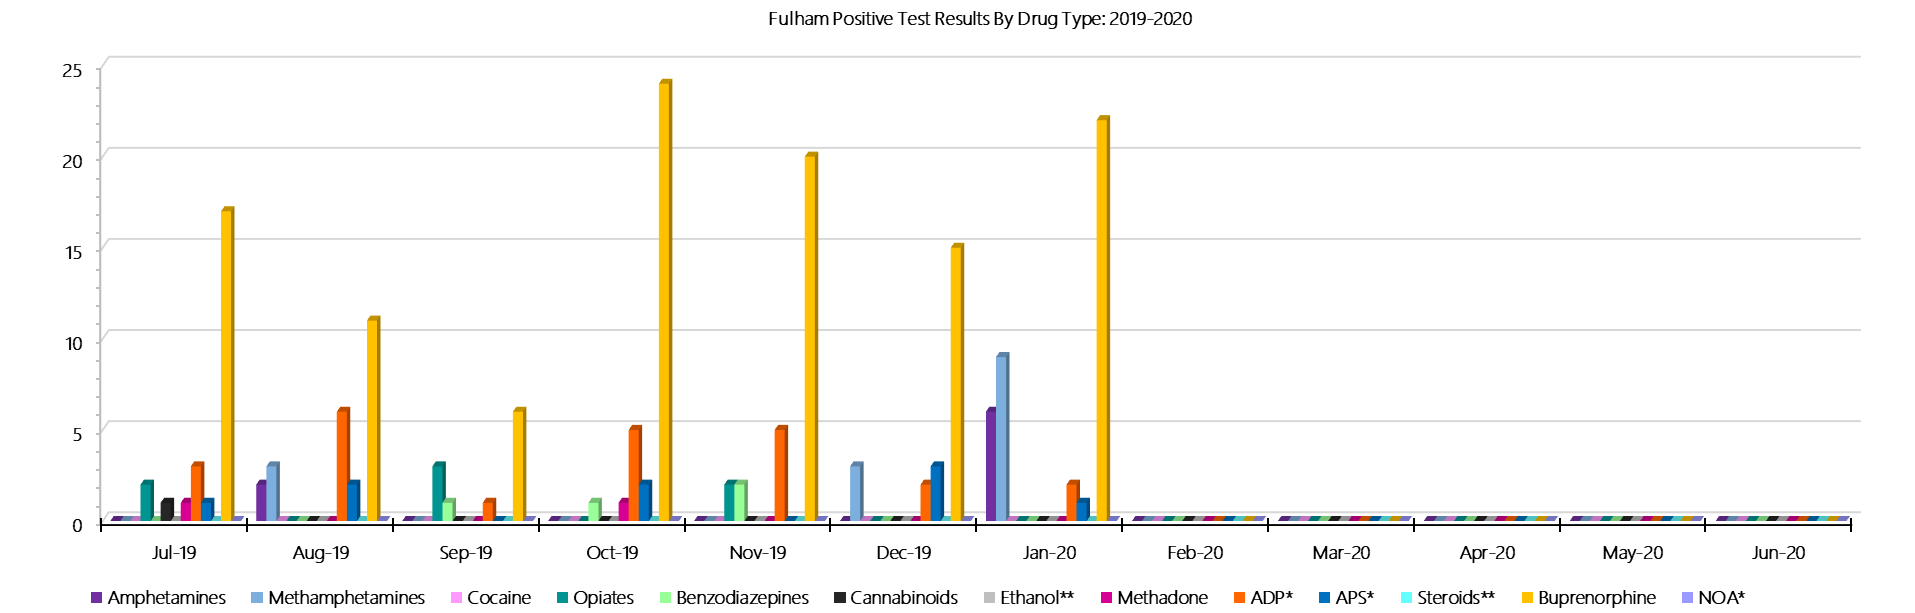 Fulham Positive Test Results By Drug Type: 2019-2020
25
20
15
10
5
0
Jul-19 Aug-19 Sep-19 Oct-19 Nov-19 Dec-19 Jan-20 Feb-20 Mar-20 Apr-20 May-20 Jun-20
Amphetamines Methamphetamines Cocaine Opiates Benzodiazepines Cannabinoids Ethanol** Methadone ADP* APS* Steroids** Buprenorphine NOA*